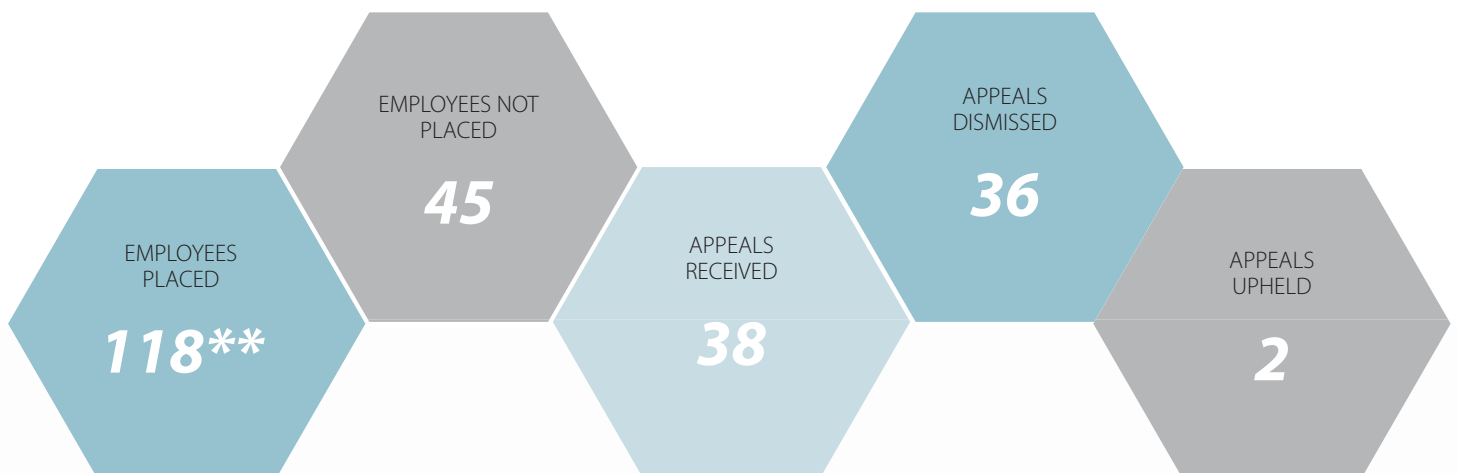 EMPLOYEES
PLACED
118**
EMPLOYEES NOT
PLACED
45
APPEALS
RECEIVED
38
APPEALS
DISMISSED
36
APPEALS
UPHELD
2